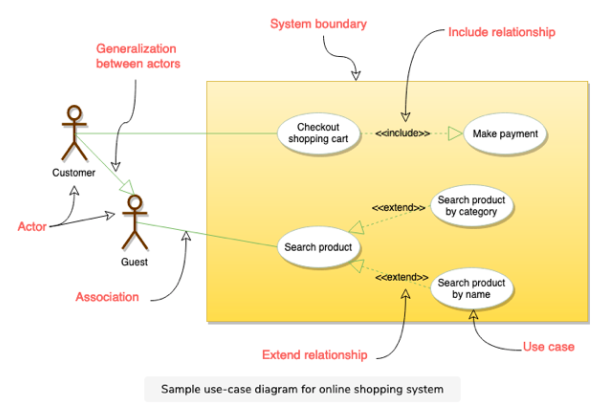 System boundary
Include relationship
Generalization
between actors
Checkout
shopping cart
<<include>>
Make payment
Customer
<<extend>>
Search product
by category
Actor
Guest
Search product
<<extend>>
Search product
by name
Association
Extend relationship
Use case
Sample use-case diagram for online shopping system